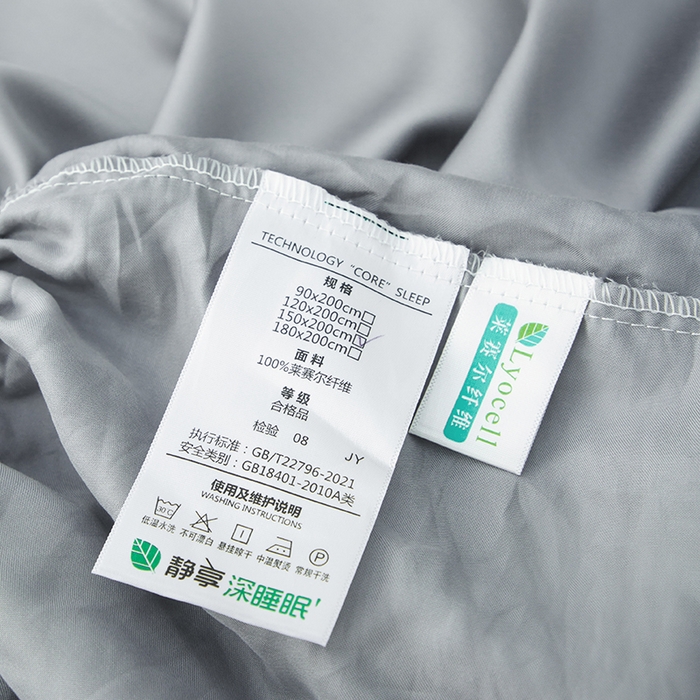 TECHNOLOGY "CORE" SLEEP
规格
90x200cm
120x200cm
150x200cm
180x200cm
面料
100%莱赛尔纤维
等级
合格品
检验 08 JY
执行标准: GB/T22796-2021
安全类别: GB18401-2010A类
使用及维护说明
WASHING INSTRUCTIONS
30℃
P
低温水洗 不可漂白 悬挂晾干 中温熨烫 常规干洗
静享深睡眠
Lyocell
莱赛尔纤维